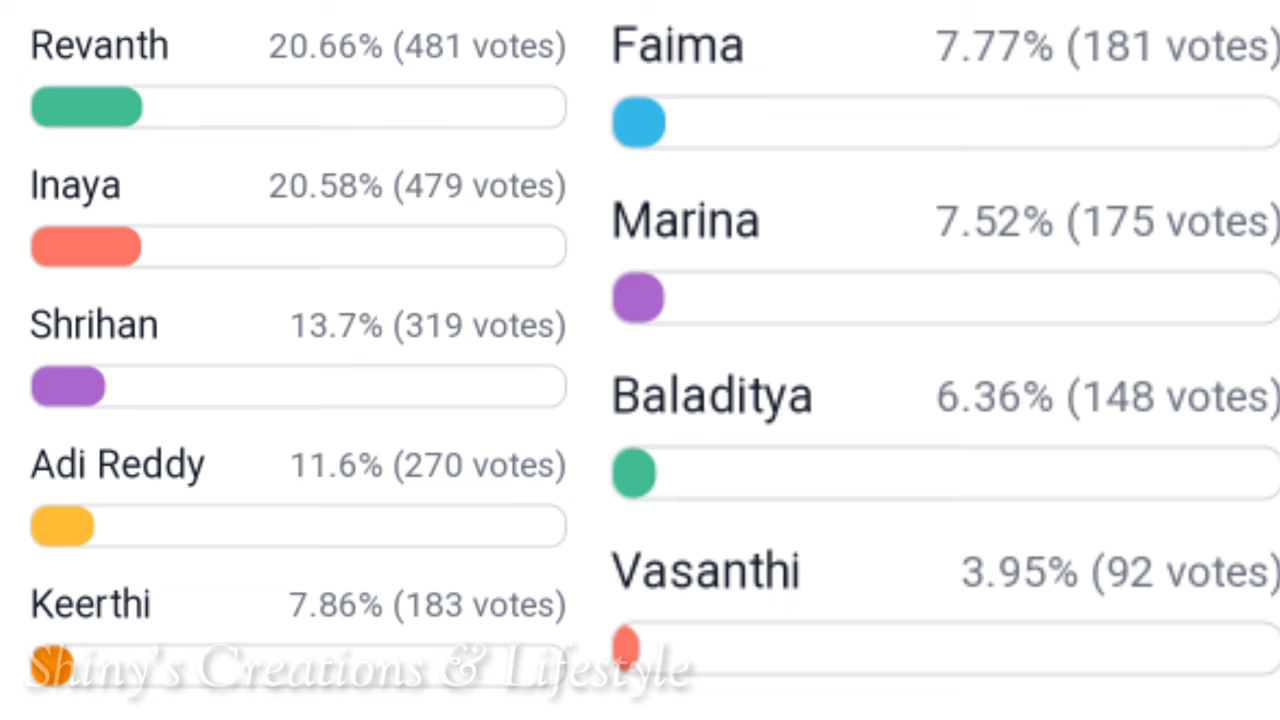 Revanth 20.66% (481 votes)
Inaya 20.58% (479 votes)
Shrihan 13.7% (319 votes)
Adi Reddy 11.6% (270 votes)
Keerthi 7.86% (183 votes)
Faima 7.77% (181 votes)
Marina 7.52% (175 votes)
Baladitya 6.36% (148 votes)
Vasanthi 3.95% (92 votes)
Shiny's Creations & Lifestyle